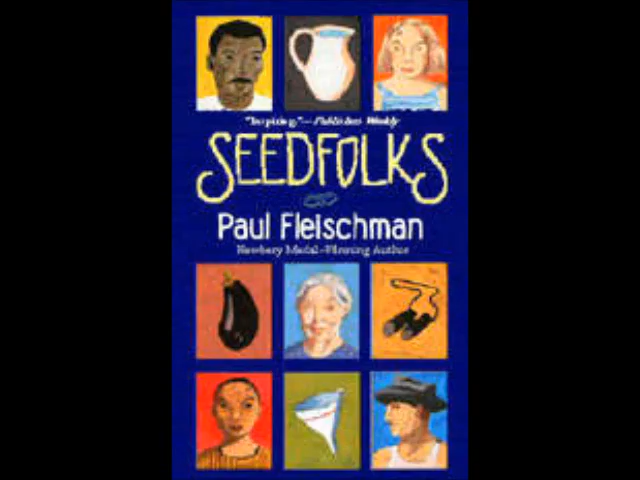 "Inspiring."—Publishers Weekly
SEEDFOLKS
Paul Fleischman
Newbery Medal–Winning Author